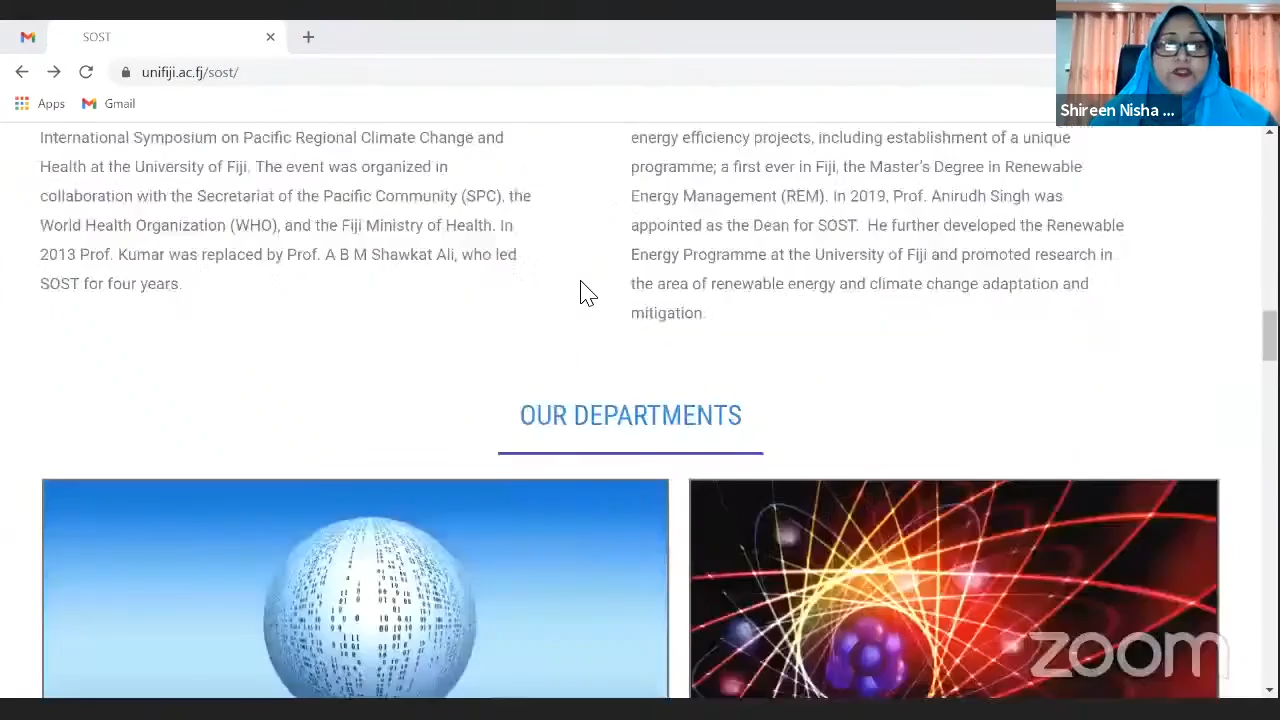 SOST
unifiji.ac.fj/sost/
Apps
Gmail
Shireen Nisha ...
International Symposium on Pacific Regional Climate Change and
Health at the University of Fiji. The event was organized in
collaboration with the Secretariat of the Pacific Community (SPC), the
World Health Organization (WHO), and the Fiji Ministry of Health. In
2013 Prof. Kumar was replaced by Prof. A B M Shawkat Ali, who led
SOST for four years.
energy efficiency projects, including establishment of a unique
programme; a first ever in Fiji, the Master's Degree in Renewable
Energy Management (REM). In 2019, Prof. Anirudh Singh was
appointed as the Dean for SOST. He further developed the Renewable
Energy Programme at the University of Fiji and promoted research in
the area of renewable energy and climate change adaptation and
mitigation.
OUR DEPARTMENTS
zoom